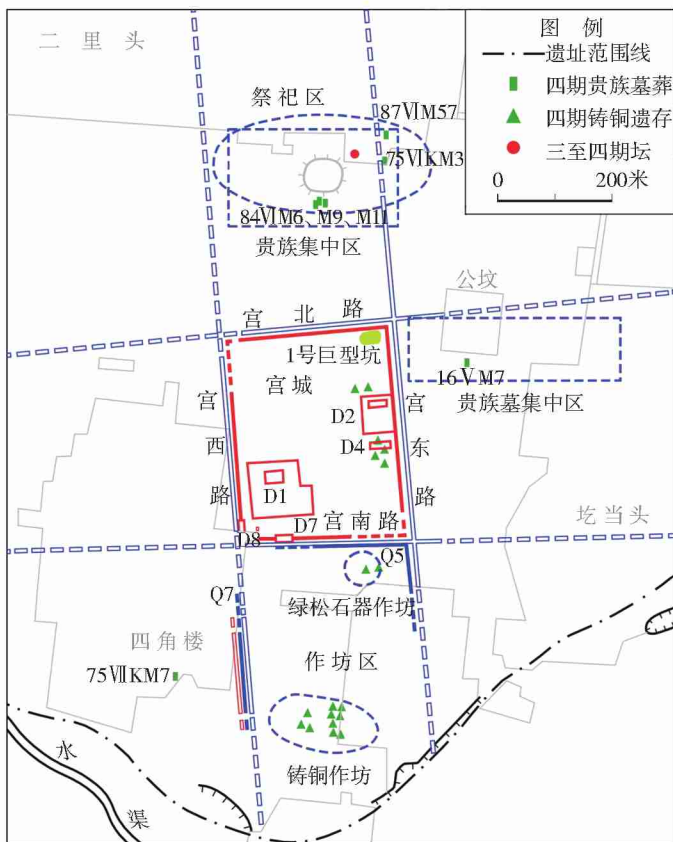 二里头
图例
遗址范围线
四期贵族墓葬
四期铸铜遗存
三至四期坛
0 200米
祭祀区
87ⅥM57
75ⅥKM3
84ⅥM6、M9、M11
贵族集中区
公坟
宫北路
1号巨型坑
宫城
16ⅤM7
贵族墓集中区
宫西路
宫东路
D2
D4
D1
D7
宫南路
D8
圪当头
Q5
Q7
绿松石器作坊
四角楼
作坊区
75ⅦKM7
铸铜作坊
水渠